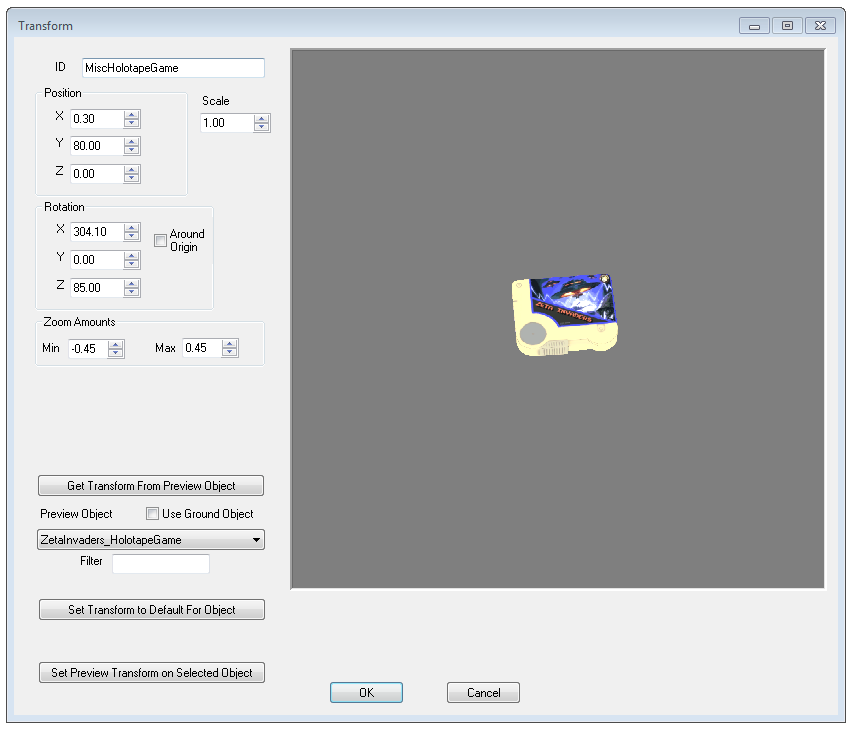 Transform
ID MiscHolotapeGame
Position
X 0.30
Scale
1.00
Y 80.00
Z 0.00
Rotation
X 304.10
Around
Origin
Y 0.00
Z 85.00
Zoom Amounts
Min -0.45 Max 0.45
ZETA INVADERS
Get Transform From Preview Object
Preview Object Use Ground Object
ZetaInvaders_HolotapeGame
Filter
Set Transform to Default For Object
Set Preview Transform on Selected Object
OK Cancel